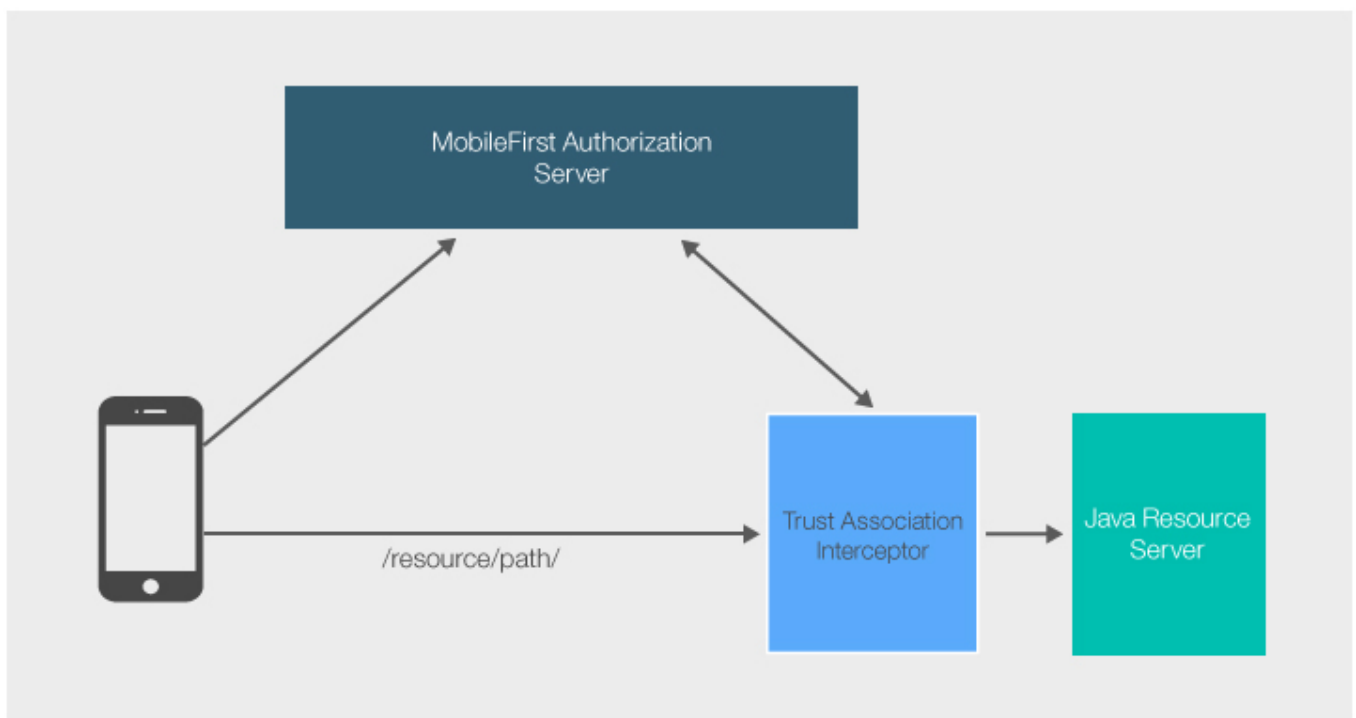 MobileFirst Authorization
Server
/resource/path/
Trust Association
Interceptor
Java Resource
Server